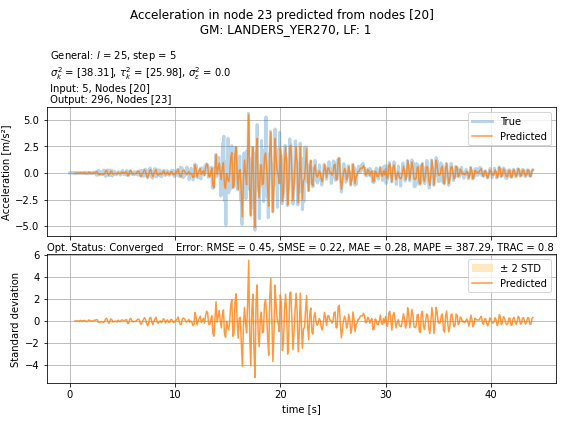 Acceleration in node 23 predicted from nodes [20]
GM: LANDERS_YER270, LF: 1
General: l = 25, step = 5
σ²ₖ = [38.31], τ²ₖ = [25.98], σ²ε = 0.0
Input: 5, Nodes [20]
Output: 296, Nodes [23]
Acceleration [m/s²]
5.0
2.5
0.0
−2.5
−5.0
True
Predicted
Opt. Status: Converged Error: RMSE = 0.45, SMSE = 0.22, MAE = 0.28, MAPE = 387.29, TRAC = 0.8
Standard deviation
6
4
2
0
−2
−4
± 2 STD
Predicted
0 10 20 30 40
time [s]